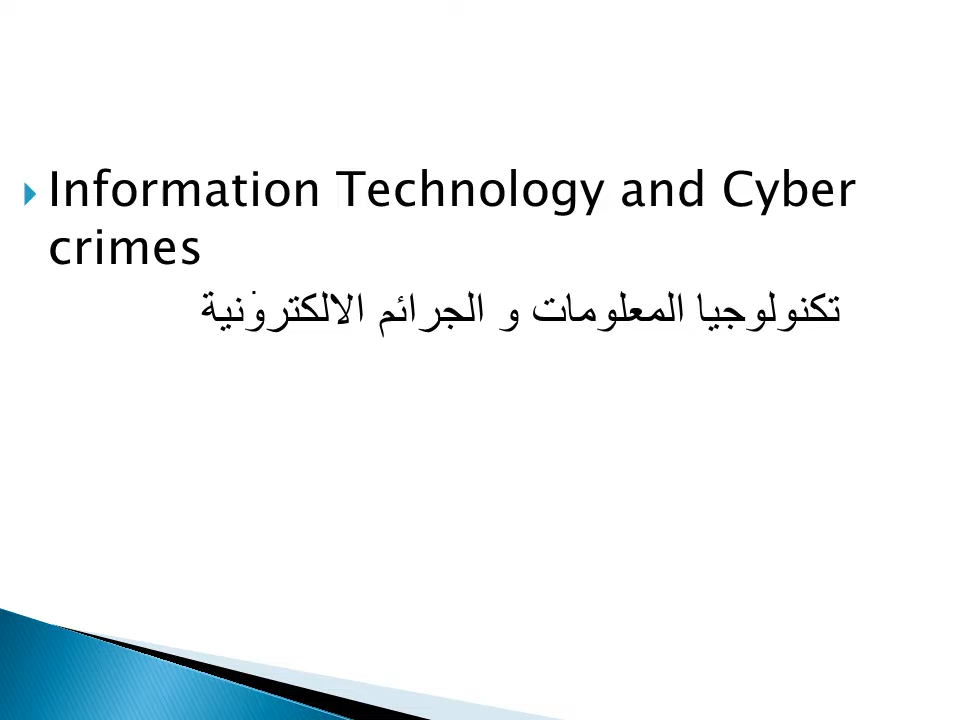 Information Technology and Cyber
crimes
تكنولوجيا المعلومات و الجرائم الالكترونية